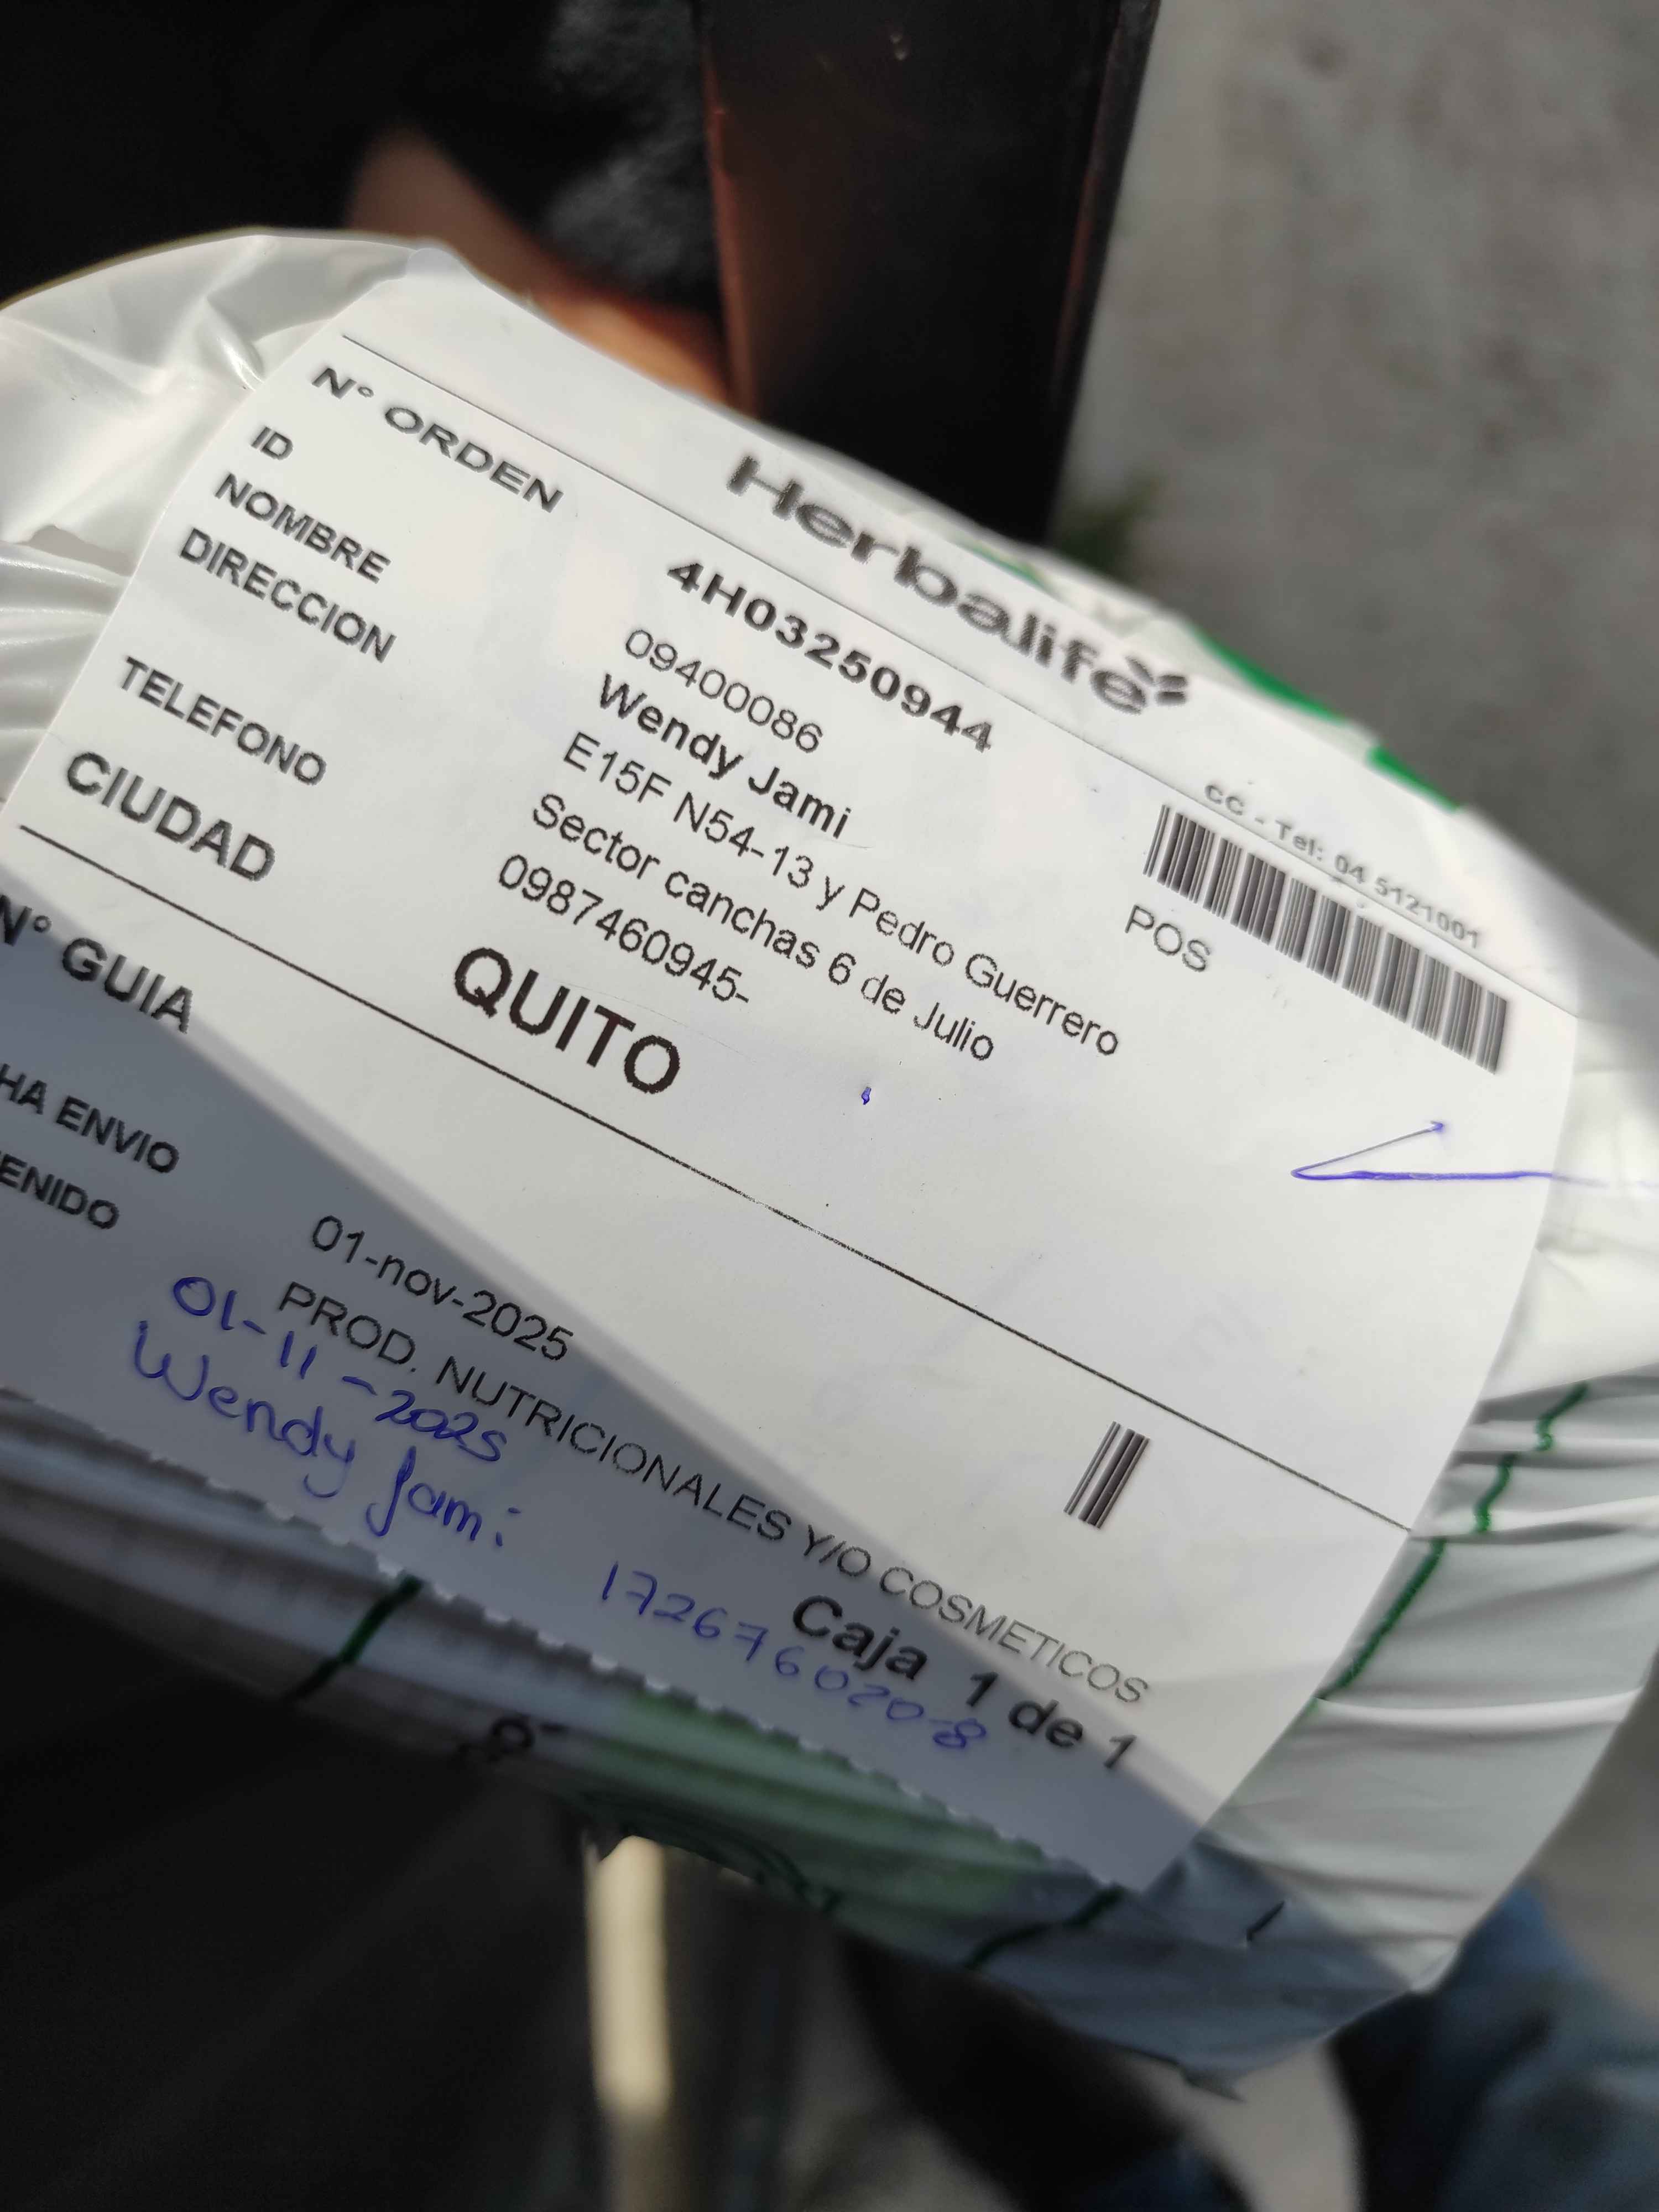 Herbalife
CC - Tel: 04 5121001
N° ORDEN 4H03250944
ID 09400086
POS
NOMBRE Wendy Jami
DIRECCION E15F N54-13 y Pedro Guerrero
Sector canchas 6 de Julio
TELEFONO 0987460945-
CIUDAD QUITO
N° GUIA
HA ENVIO 01-nov-2025
ENIDO PROD. NUTRICIONALES Y/O COSMETICOS
01-11-2025
Caja 1 de 1
Wendy Jami
172676020-8